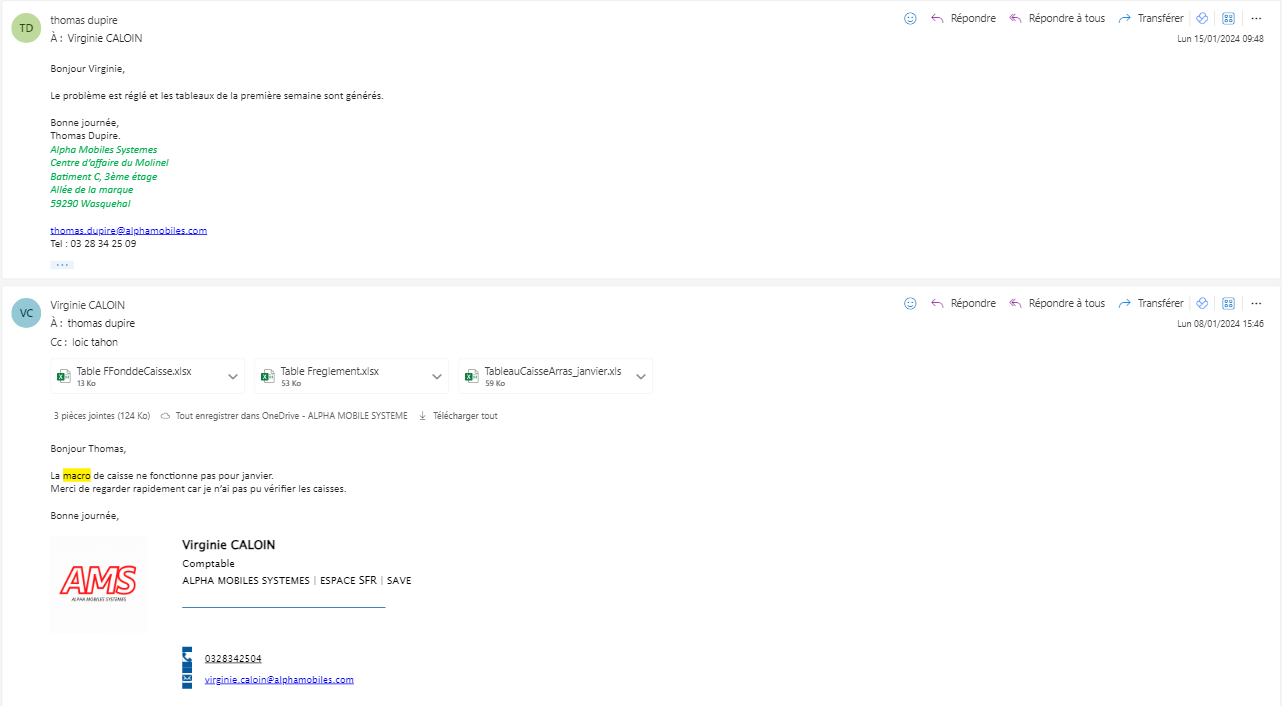 TD
thomas dupire
À : Virginie CALOIN
Répondre
Répondre à tous
Transférer
Lun 15/01/2024 09:48
Bonjour Virginie,
Le problème est réglé et les tableaux de la première semaine sont générés.
Bonne journée,
Thomas Dupire.
Alpha Mobiles Systemes
Centre d'affaire du Molinel
Batiment C, 3ème étage
Allée de la marque
59290 Wasquehal
thomas.dupire@alphamobiles.com
Tel : 03 28 34 25 09
VC
Virginie CALOIN
À : thomas dupire
Cc : loic tahon
Répondre
Répondre à tous
Transférer
Lun 08/01/2024 15:46
Table FFonddeCaisse.xlsx
13 Ko
Table Freglement.xlsx
53 Ko
TableauCaisseArras_janvier.xls
59 Ko
3 pièces jointes (124 Ko) Tout enregistrer dans OneDrive - ALPHA MOBILE SYSTEME Télécharger tout
Bonjour Thomas,
La macro de caisse ne fonctionne pas pour janvier.
Merci de regarder rapidement car je n'ai pas pu vérifier les caisses.
Bonne journée,
AMS
ALPHA MOBILES SYSTEMES
Virginie CALOIN
Comptable
ALPHA MOBILES SYSTEMES | ESPACE SFR | SAVE
0328342504
virginie.caloin@alphamobiles.com